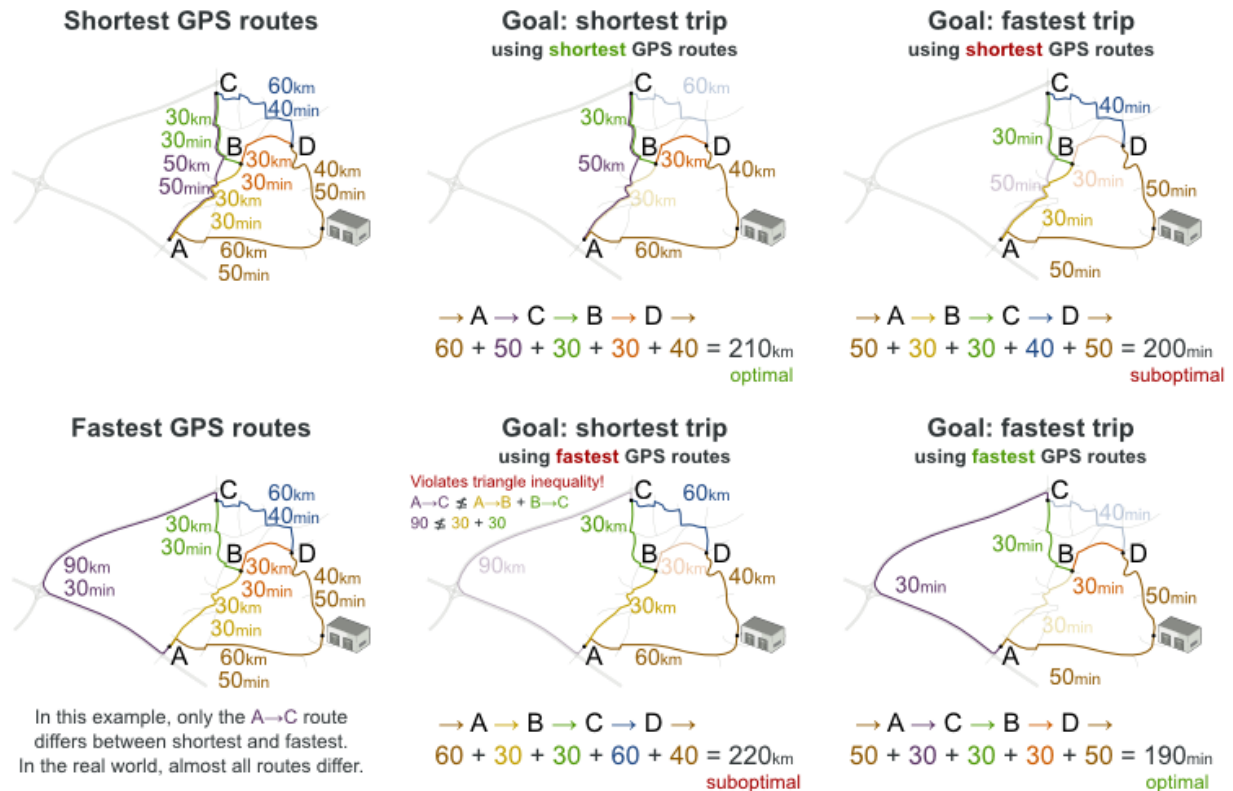 Shortest GPS routes
C
60km
40min
30km
30min
B
D
50km
50min
30km
30min
40km
50min
30km
30min
A
60km
50min
Goal: shortest trip
using shortest GPS routes
C
60km
30km
B
D
50km
30km
40km
30km
A
60km
→ A → C → B → D →
60 + 50 + 30 + 30 + 40 = 210km
optimal
Goal: fastest trip
using shortest GPS routes
C
40min
30min
B
D
50min
30min
50min
30min
A
50min
→ A → B → C → D →
50 + 30 + 30 + 40 + 50 = 200min
suboptimal
Fastest GPS routes
C
60km
40min
30km
30min
B
D
90km
30min
30km
30min
40km
50min
30km
30min
A
60km
50min
In this example, only the A→C route
differs between shortest and fastest.
In the real world, almost all routes differ.
Goal: shortest trip
using fastest GPS routes
Violates triangle inequality!
A→C ≰ A→B + B→C
90 ≰ 30 + 30
C
60km
30km
B
D
90km
30km
40km
30km
A
60km
→ A → B → C → D →
60 + 30 + 30 + 60 + 40 = 220km
suboptimal
Goal: fastest trip
using fastest GPS routes
C
40min
30min
B
D
30min
30min
50min
30min
A
50min
→ A → C → B → D →
50 + 30 + 30 + 30 + 50 = 190min
optimal